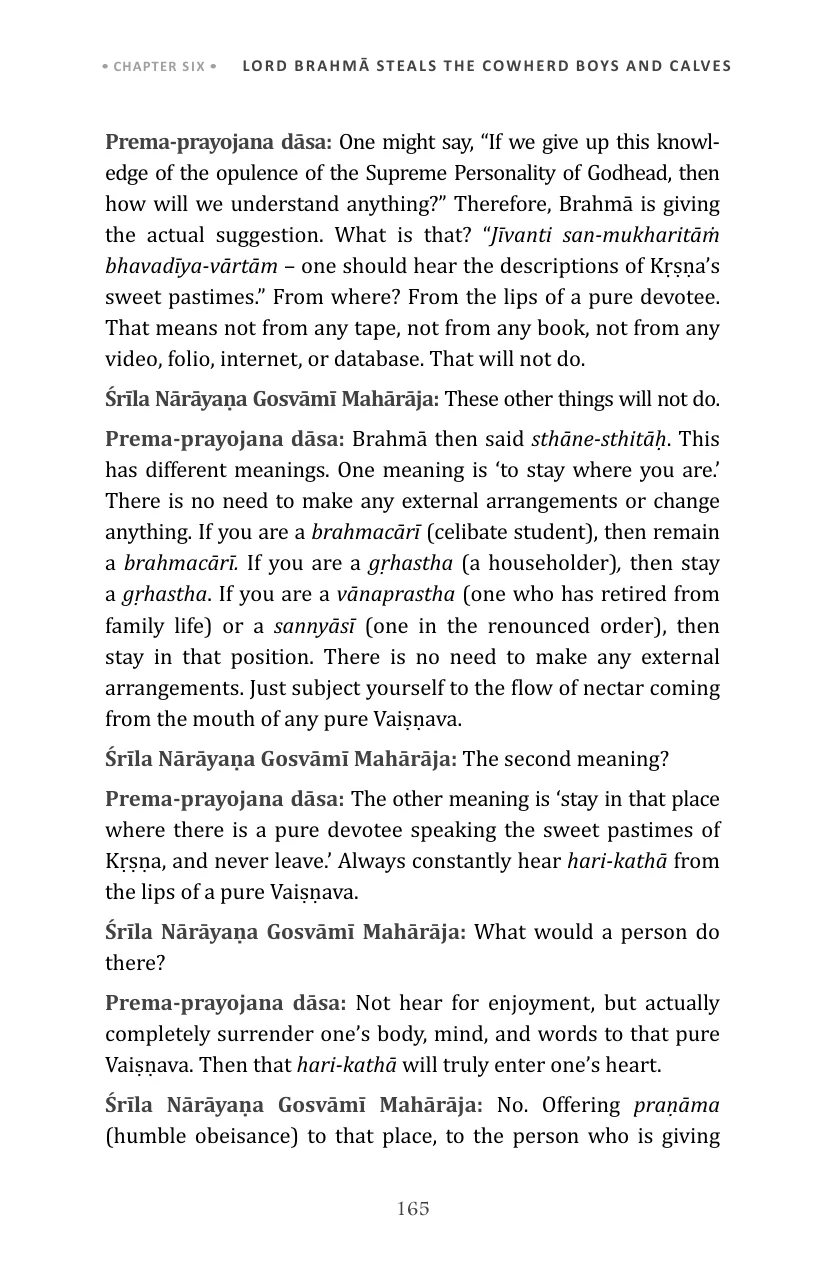 • CHAPTER SIX • LORD BRAHMĀ STEALS THE COWHERD BOYS AND CALVES
Prema-prayojana dāsa: One might say, “If we give up this knowl-
edge of the opulence of the Supreme Personality of Godhead, then
how will we understand anything?” Therefore, Brahmā is giving
the actual suggestion. What is that? “Jīvanti san-mukharitāṁ
bhavadīya-vārtām – one should hear the descriptions of Kṛṣṇa’s
sweet pastimes.” From where? From the lips of a pure devotee.
That means not from any tape, not from any book, not from any
video, folio, internet, or database. That will not do.
Śrīla Nārāyaṇa Gosvāmī Mahārāja: These other things will not do.
Prema-prayojana dāsa: Brahmā then said sthāne-sthitāḥ. This
has different meanings. One meaning is ‘to stay where you are.’
There is no need to make any external arrangements or change
anything. If you are a brahmacārī (celibate student), then remain
a brahmacārī. If you are a gṛhastha (a householder), then stay
a gṛhastha. If you are a vānaprastha (one who has retired from
family life) or a sannyāsī (one in the renounced order), then
stay in that position. There is no need to make any external
arrangements. Just subject yourself to the flow of nectar coming
from the mouth of any pure Vaiṣṇava.
Śrīla Nārāyaṇa Gosvāmī Mahārāja: The second meaning?
Prema-prayojana dāsa: The other meaning is ‘stay in that place
where there is a pure devotee speaking the sweet pastimes of
Kṛṣṇa, and never leave.’ Always constantly hear hari-kathā from
the lips of a pure Vaiṣṇava.
Śrīla Nārāyaṇa Gosvāmī Mahārāja: What would a person do
there?
Prema-prayojana dāsa: Not hear for enjoyment, but actually
completely surrender one’s body, mind, and words to that pure
Vaiṣṇava. Then that hari-kathā will truly enter one’s heart.
Śrīla Nārāyaṇa Gosvāmī Mahārāja: No. Offering praṇāma
(humble obeisance) to that place, to the person who is giving
165